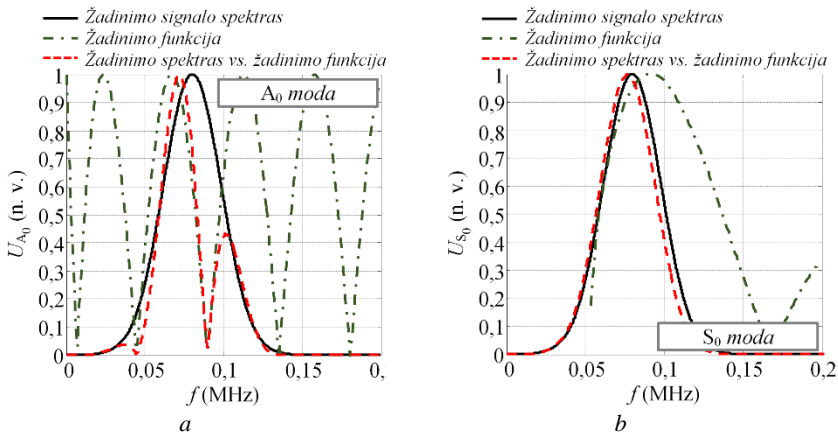 Žadinimo signalo spektras
Žadinimo funkcija
Žadinimo spektras vs. žadinimo funkcija
1
0,9
0,8
0,7
0,6
0,5
0,4
0,3
0,2
0,1
0
U_A0 (n. v.)
A0 moda
0 0,05 0,1 0,15 0,
f (MHz)
a
Žadinimo signalo spektras
Žadinimo funkcija
Žadinimo spektras vs. žadinimo funkcija
1
0,9
0,8
0,7
0,6
0,5
0,4
0,3
0,2
0,1
0
U_S0 (n. v.)
S0 moda
0 0,05 0,1 0,15 0,2
f (MHz)
b